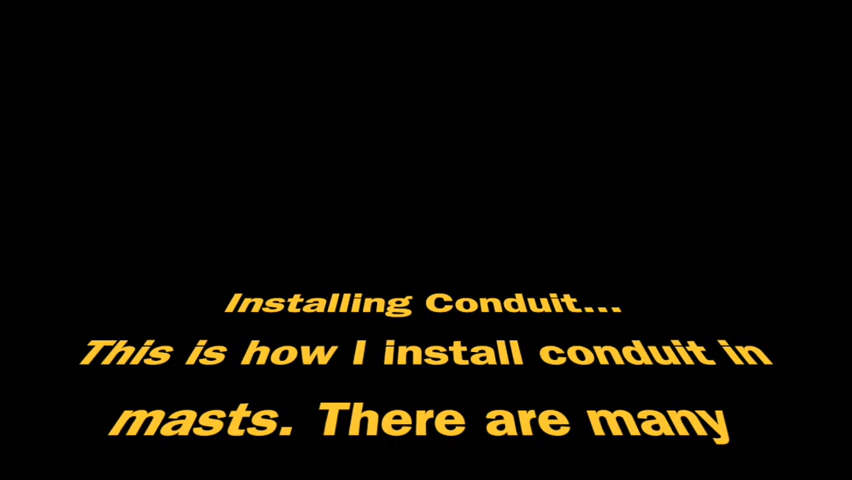 Installing Conduit...
This is how I install conduit in
masts. There are many